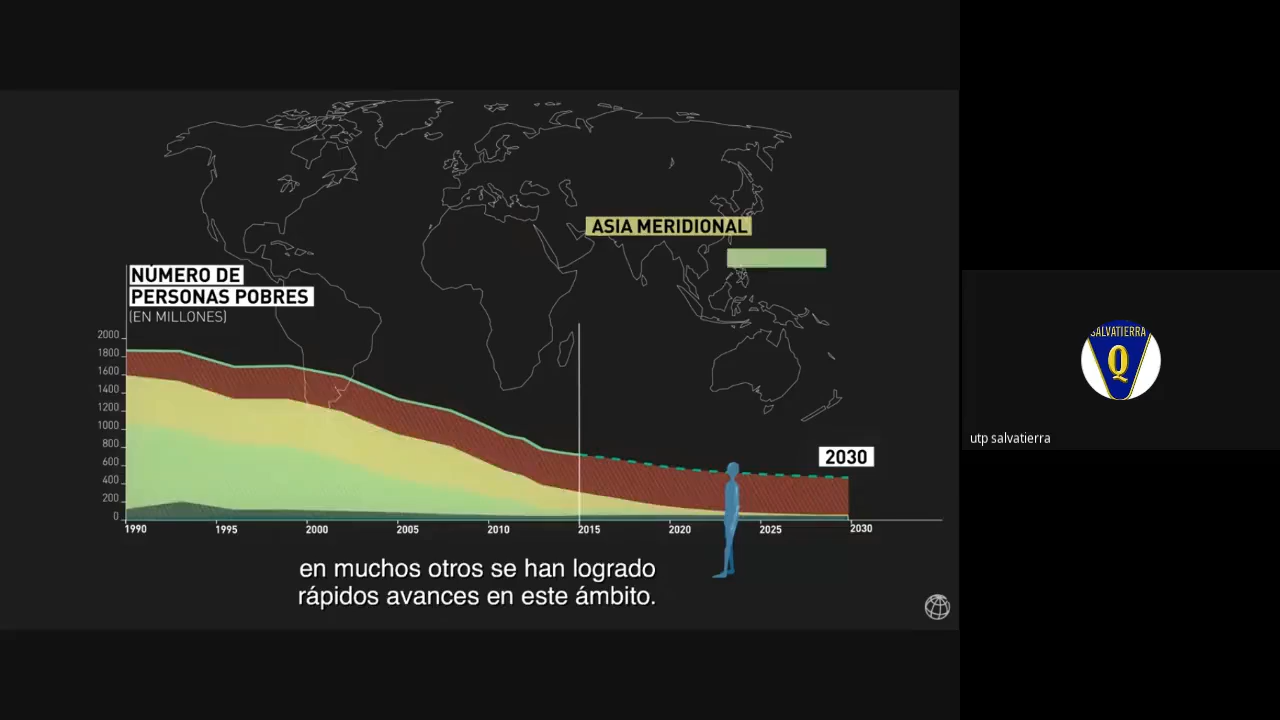 ASIA MERIDIONAL
NÚMERO DE
PERSONAS POBRES
(EN MILLONES)
2000
1800
1600
1400
1200
1000
800
600
400
200
0
2030
1990
1995
2000
2005
2010
2015
2020
2025
2030
en muchos otros se han logrado
rápidos avances en este ámbito.
SALVATIERRA
Q
utp salvatierra